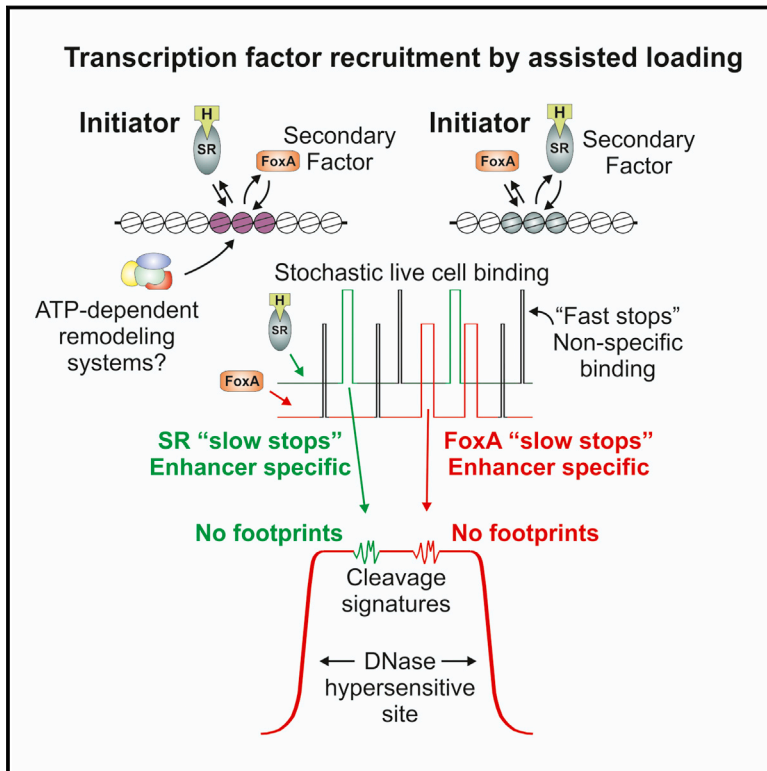 Transcription factor recruitment by assisted loading
Initiator
H
SR
FoxA
Secondary
Factor
Initiator
FoxA
H
SR
Secondary
Factor
ATP-dependent
remodeling
systems?
Stochastic live cell binding
H
SR
FoxA
“Fast stops”
Non-specific
binding
SR “slow stops”
Enhancer specific
FoxA “slow stops”
Enhancer specific
No footprints
No footprints
Cleavage
signatures
DNase
hypersensitive
site